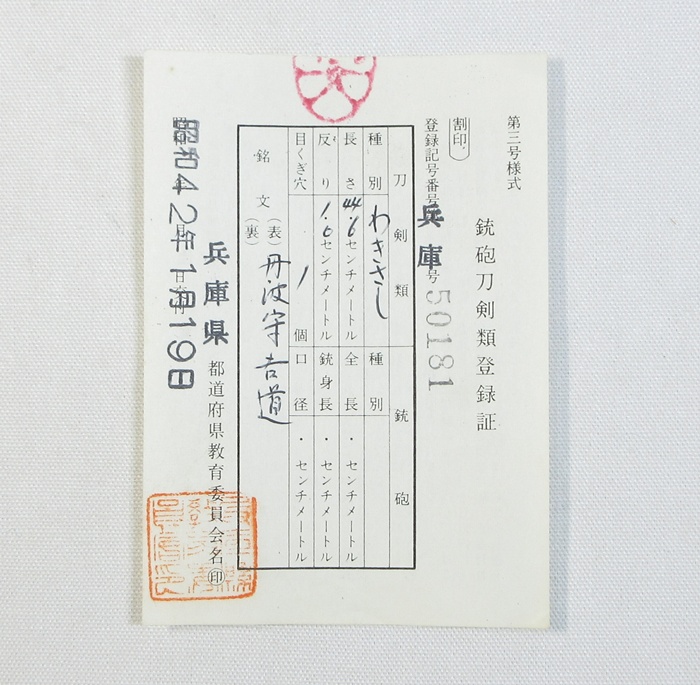 第三号様式
銃砲刀剣類登録証
割印
登録記号番号 兵庫 号 50181
刀剣類
銃砲
種別 わきさし
種別
長さ 44.6センチメートル
全長 ・ センチメートル
反り 1.0センチメートル
銃身長 ・ センチメートル
目くぎ穴 1 個
口径 ・ センチメートル
銘文 (表) 丹波守吉道
(裏)
兵庫県 都道府県教育委員会名 印
昭和42年1月19日